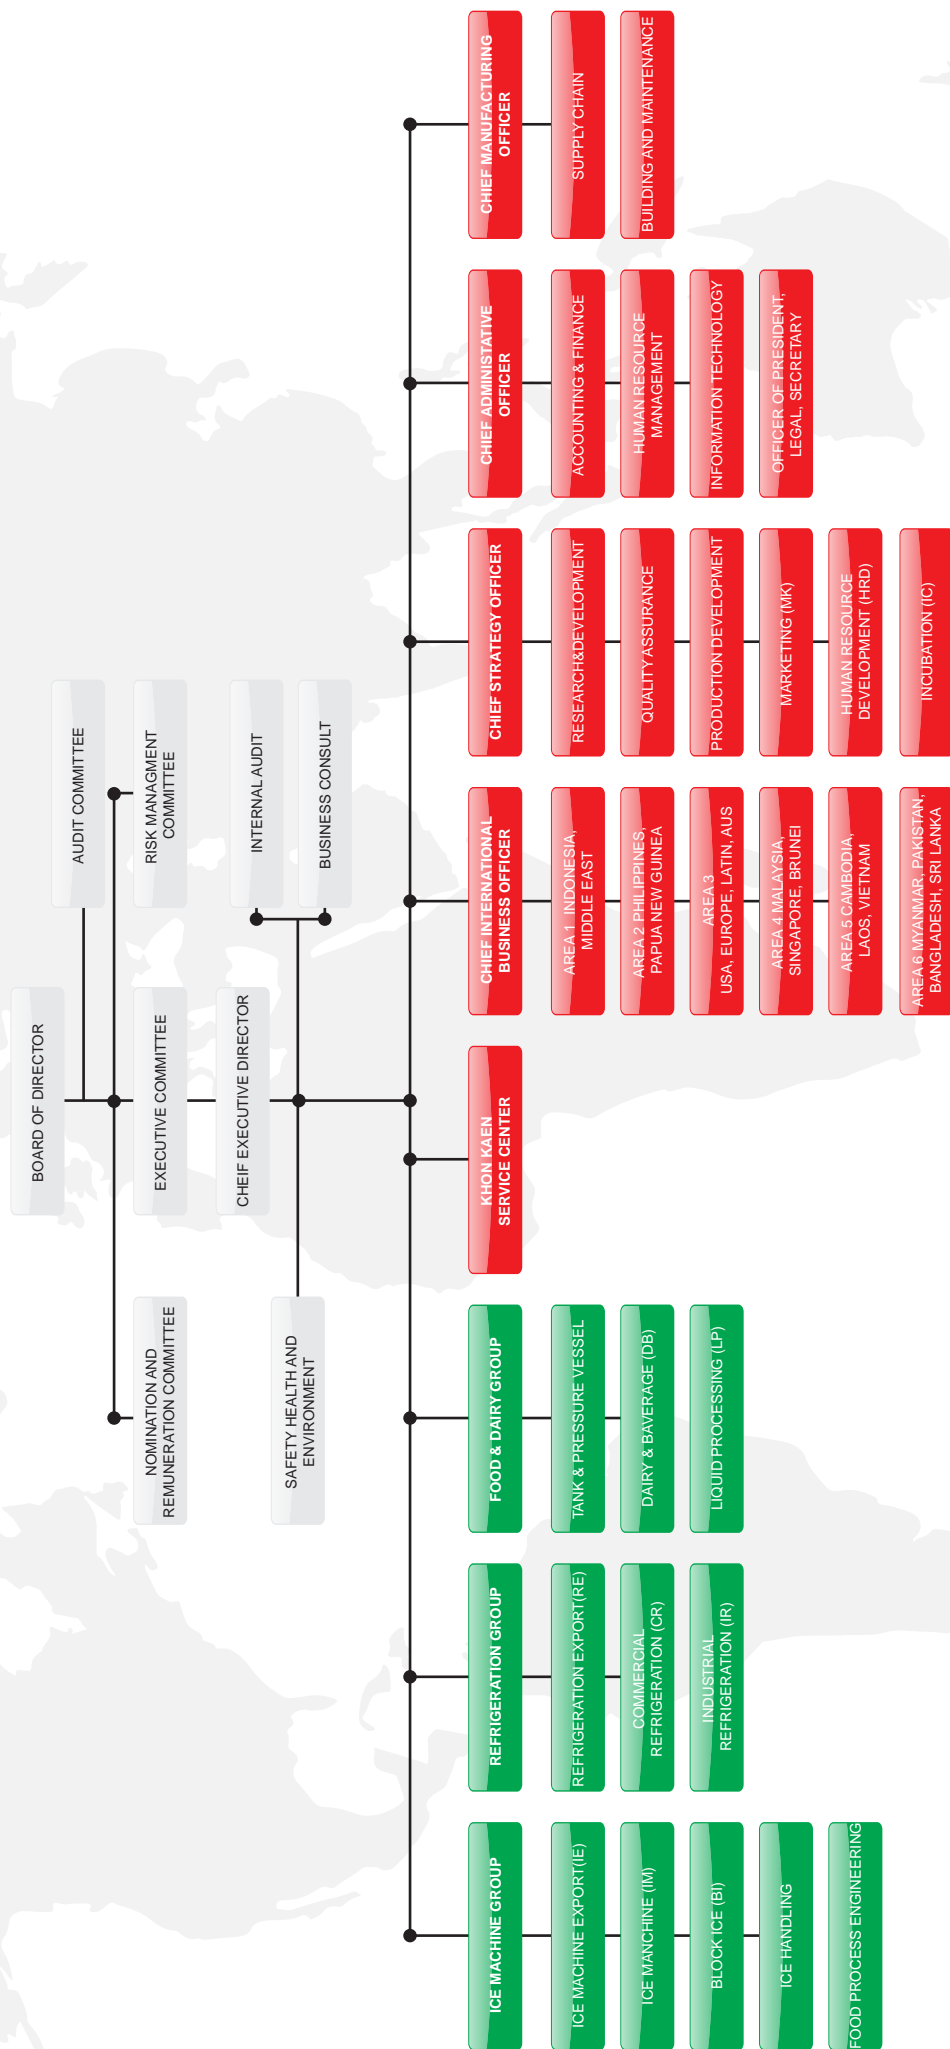 BOARD OF DIRECTOR
AUDIT COMMITTEE
NOMINATION AND
REMUNERATION COMMITTEE
EXECUTIVE COMMITTEE
RISK MANAGMENT
COMMITTEE
CHEIF EXECUTIVE DIRECTOR
INTERNAL AUDIT
SAFETY HEALTH AND
ENVIRONMENT
BUSINESS CONSULT
ICE MACHINE GROUP
ICE MACHINE EXPORT(IE)
ICE MANCHINE (IM)
BLOCK ICE (BI)
ICE HANDLING
FOOD PROCESS ENGINEERING
REFRIGERATION GROUP
REFRIGERATION EXPORT(RE)
COMMERCIAL
REFRIGERATION (CR)
INDUSTRIAL
REFRIGERATION (IR)
FOOD & DAIRY GROUP
TANK & PRESSURE VESSEL
DAIRY & BAVERAGE (DB)
LIQUID PROCESSING (LP)
KHON KAEN
SERVICE CENTER
CHIEF INTERNATIONAL
BUSINESS OFFICER
AREA 1 INDONESIA,
MIDDLE EAST
AREA 2 PHILIPPINES,
PAPUA NEW GUINEA
AREA 3
USA, EUROPE, LATIN, AUS
AREA 4 MALAYSIA,
SINGAPORE, BRUNEI
AREA 5 CAMBODIA,
LAOS, VIETNAM
AREA 6 MYANMAR, PAKISTAN,
BANGLADESH, SRI LANKA
CHIEF STRATEGY OFFICER
RESEARCH&DEVELOPMENT
QUALITY ASSURANCE
PRODUCTION DEVELOPMENT
MARKETING (MK)
HUMAN RESOURCE
DEVELOPMENT (HRD)
INCUBATION (IC)
CHIEF ADMINISTATIVE
OFFICER
ACCOUNTING & FINANCE
HUMAN RESOURCE
MANAGEMENT
INFORMATION TECHNOLOGY
OFFICER OF PRESIDENT,
LEGAL, SECRETARY
CHIEF MANUFACTURING
OFFICER
SUPPLY CHAIN
BUILDING AND MAINTENANCE